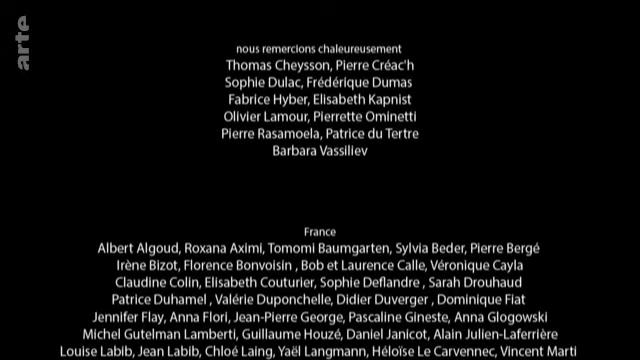 arte
nous remercions chaleureusement
Thomas Cheysson, Pierre Créac'h
Sophie Dulac, Frédérique Dumas
Fabrice Hyber, Elisabeth Kapnist
Olivier Lamour, Pierrette Ominetti
Pierre Rasamoela, Patrice du Tertre
Barbara Vassiliev
France
Albert Algoud, Roxana Aximi, Tomomi Baumgarten, Sylvia Beder, Pierre Bergé
Irène Bizot, Florence Bonvoisin , Bob et Laurence Calle, Véronique Cayla
Claudine Colin, Elisabeth Couturier, Sophie Deflandre , Sarah Drouhaud
Patrice Duhamel , Valérie Duponchelle, Didier Duverger , Dominique Fiat
Jennifer Flay, Anna Flori, Jean-Pierre George, Pascaline Gineste, Anna Glogowski
Michel Gutelman Lamberti, Guillaume Houzé, Daniel Janicot, Alain Julien-Laferrière
Louise Labib, Jean Labib, Chloé Laing, Yaël Langmann, Héloïse Le Carvennec, Vincent Marti